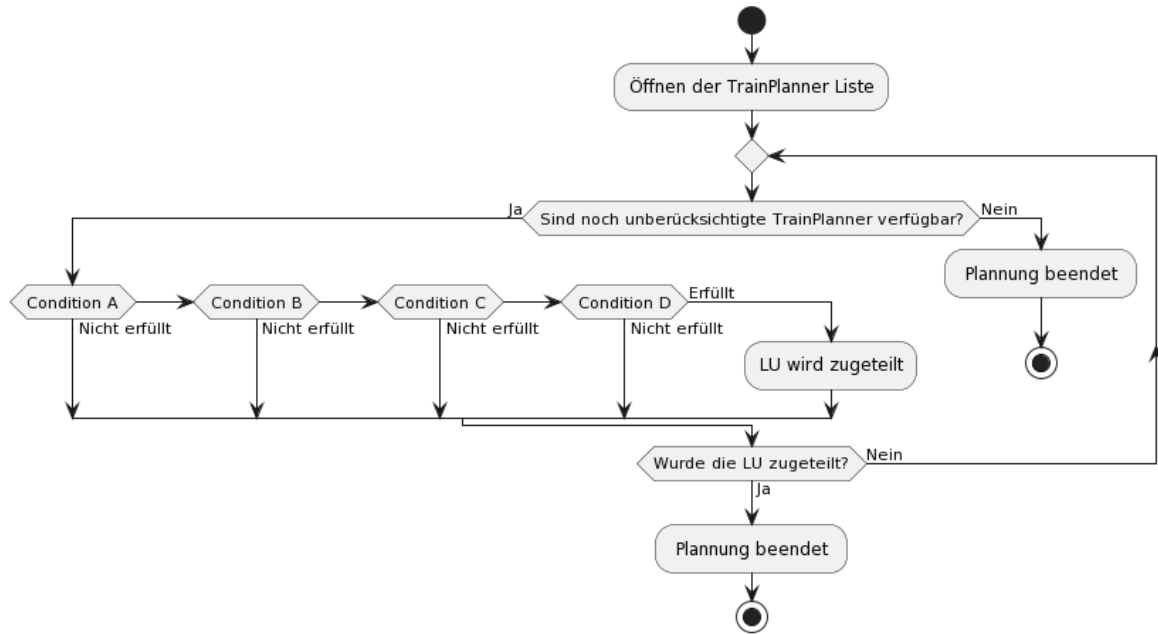 Öffnen der TrainPlanner Liste
Ja
Sind noch unberücksichtigte TrainPlanner verfügbar?
Nein
Plannung beendet
Condition A
Condition B
Condition C
Condition D
Erfüllt
Nicht erfüllt
Nicht erfüllt
Nicht erfüllt
Nicht erfüllt
LU wird zugeteilt
Wurde die LU zugeteilt?
Nein
Ja
Plannung beendet